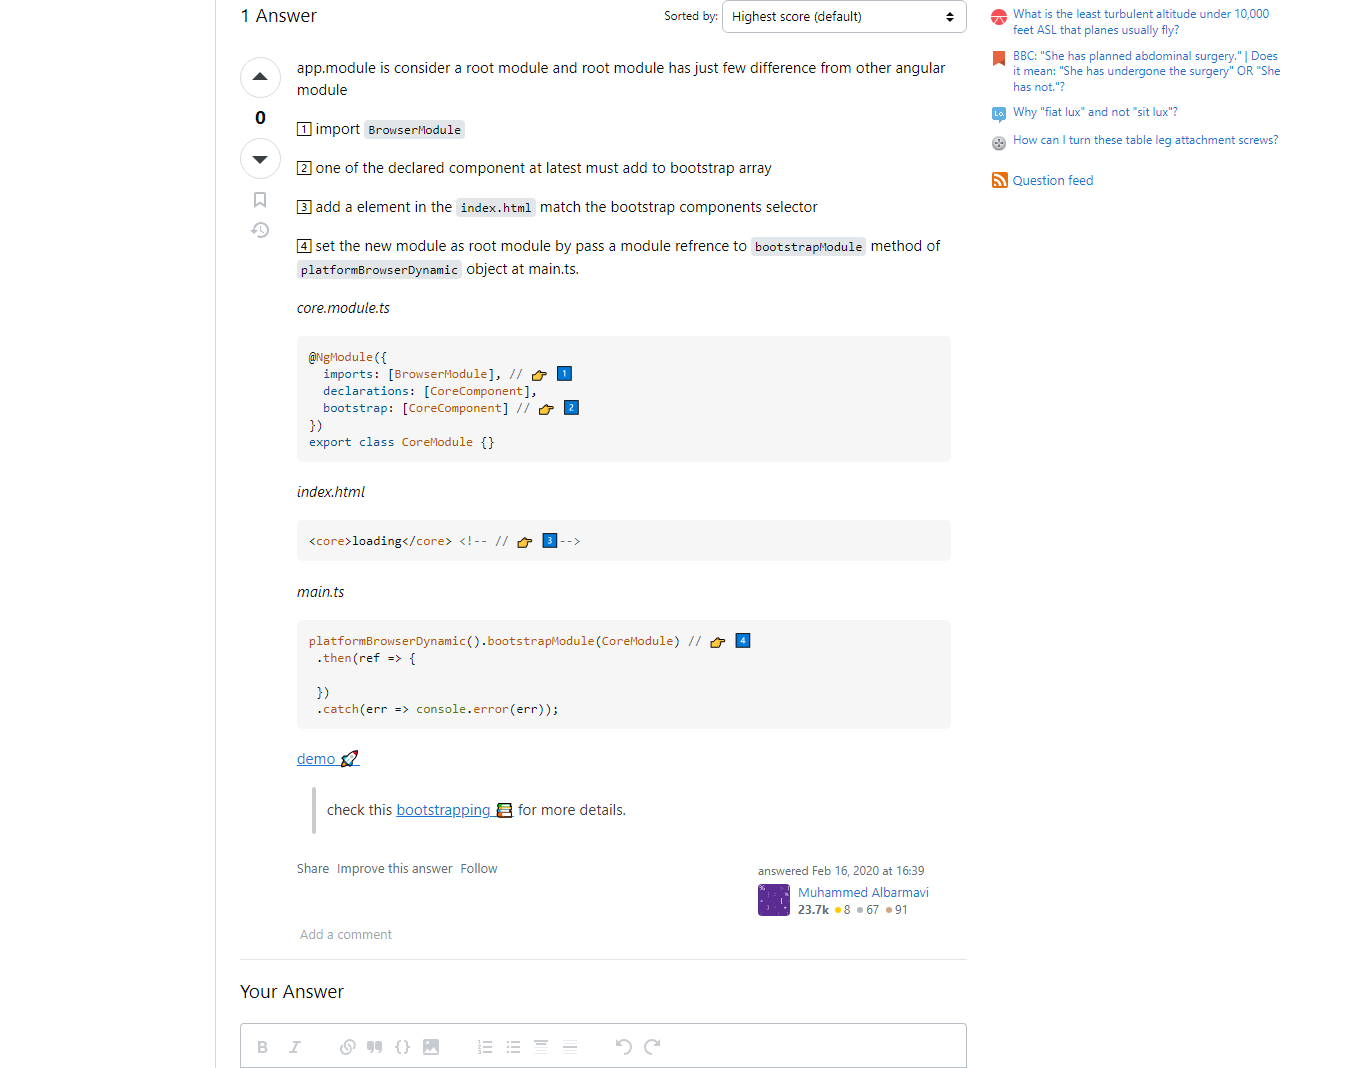 1 Answer
Sorted by:
Highest score (default)
0
app.module is consider a root module and root module has just few difference from other angular
module
1 import BrowserModule
2 one of the declared component at latest must add to bootstrap array
3 add a element in the index.html match the bootstrap components selector
4 set the new module as root module by pass a module refrence to bootstrapModule method of
platformBrowserDynamic object at main.ts.
core.module.ts
@NgModule({
  imports: [BrowserModule], // 👉 1
  declarations: [CoreComponent],
  bootstrap: [CoreComponent] // 👉 2
})
export class CoreModule {}
index.html
<core>loading</core> <!-- // 👉 3-->
main.ts
platformBrowserDynamic().bootstrapModule(CoreModule) // 👉 4
 .then(ref => {
 })
 .catch(err => console.error(err));
demo 🚀
check this bootstrapping 📚 for more details.
Share Improve this answer Follow
answered Feb 16, 2020 at 16:39
Muhammed Albarmavi
23.7k 8 67 91
Add a comment
Your Answer
B I
What is the least turbulent altitude under 10,000
feet ASL that planes usually fly?
BBC: "She has planned abdominal surgery." | Does
it mean: "She has undergone the surgery" OR "She
has not."?
Why "fiat lux" and not "sit lux"?
How can I turn these table leg attachment screws?
Question feed